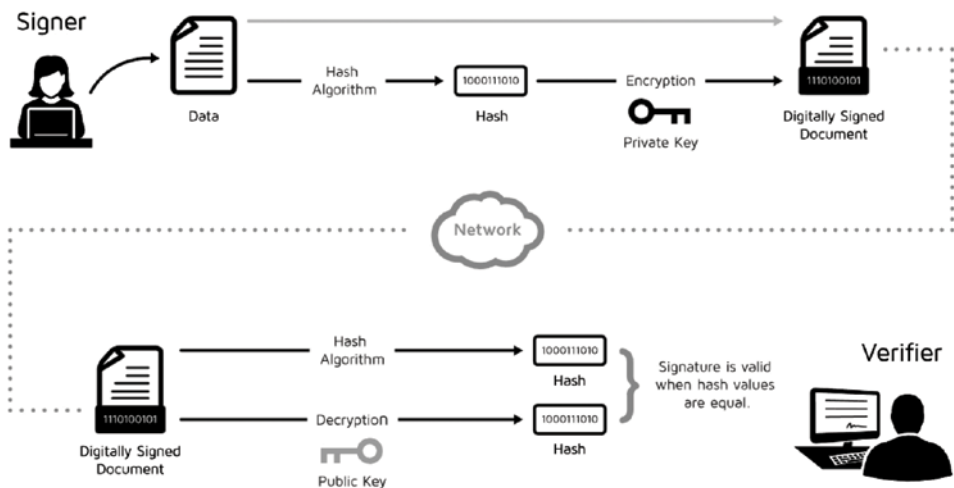 Signer
1110100101
1000111010
Hash
Algorithm
Encryption
Data
Hash
Private Key
Digitally Signed
Document
Network
Hash
Algorithm
1000111010
Hash
Verifier
Signature is valid
when hash values
are equal.
1110100101
Decryption
1000111010
Digitally Signed
Document
Public Key
Hash